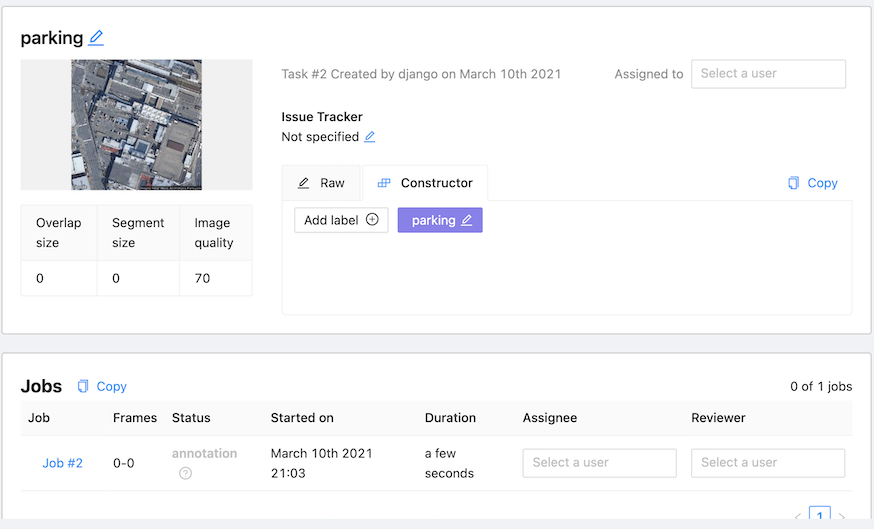 parking
Task #2 Created by django on March 10th 2021
Assigned to
Select a user
Issue Tracker
Not specified
Raw
Constructor
Copy
Add label
parking
Overlap size
Segment size
Image quality
0
0
70
Jobs
Copy
0 of 1 jobs
Job
Frames
Status
Started on
Duration
Assignee
Reviewer
Job #2
0-0
annotation
March 10th 2021
21:03
a few
seconds
Select a user
Select a user
1